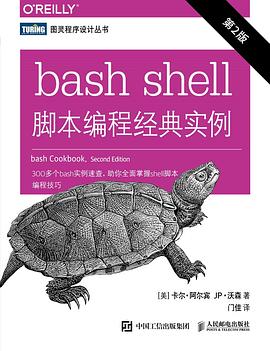 O'REILLY®
TURING 图灵程序设计丛书
第2版
bash shell
脚本编程经典实例
bash Cookbook, Second Edition
300多个bash实例速查，助你全面掌握shell脚本
编程技巧
[美] 卡尔·阿尔宾 JP·沃森 著
门佳 译
中国工信出版集团 人民邮电出版社